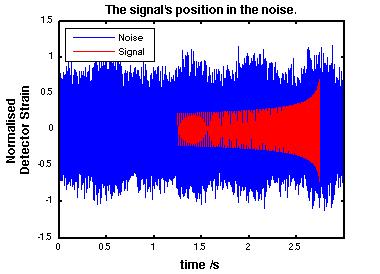 The signal's position in the noise.
Noise
Signal
Normalised
Detector Strain
1.5
1
0.5
0
-0.5
-1
-1.5
0 0.5 1 1.5 2 2.5
time /s